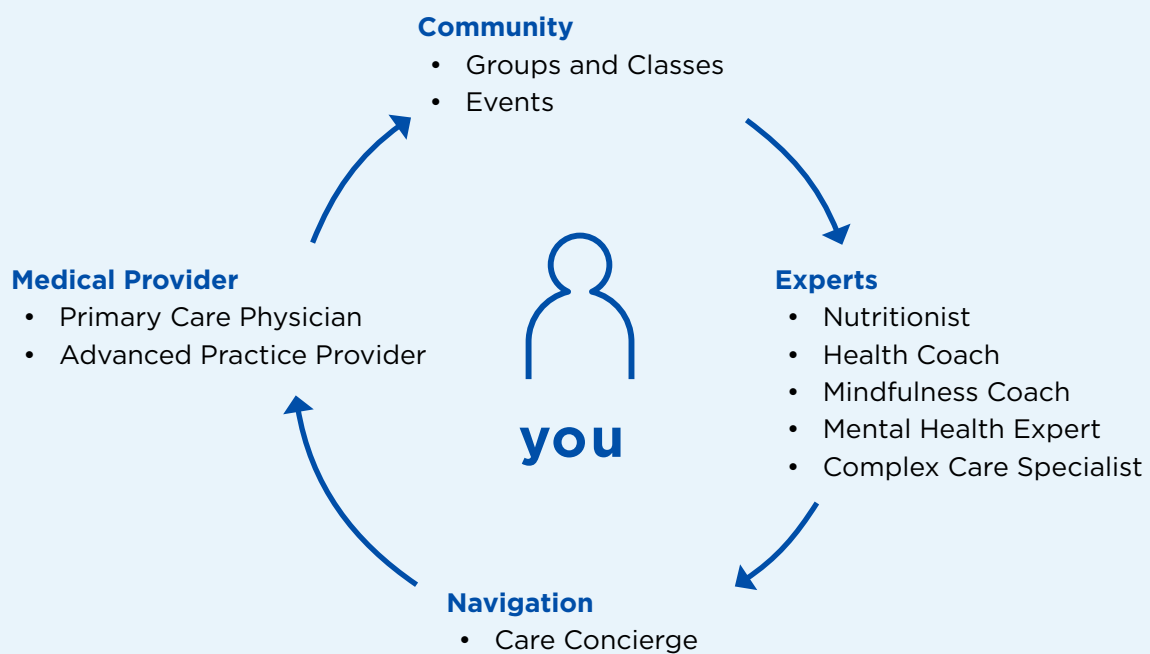 Community
• Groups and Classes
• Events
Medical Provider
• Primary Care Physician
• Advanced Practice Provider
you
Experts
• Nutritionist
• Health Coach
• Mindfulness Coach
• Mental Health Expert
• Complex Care Specialist
Navigation
• Care Concierge